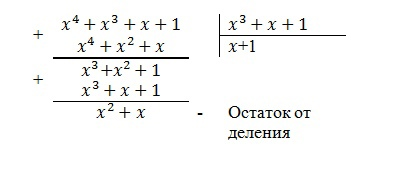 + x⁴ + x³ + x + 1 | x³ + x + 1
x⁴ + x² + x | x+1
+ x³+x² + 1
x³ + x + 1
x² + x - Остаток от
деления